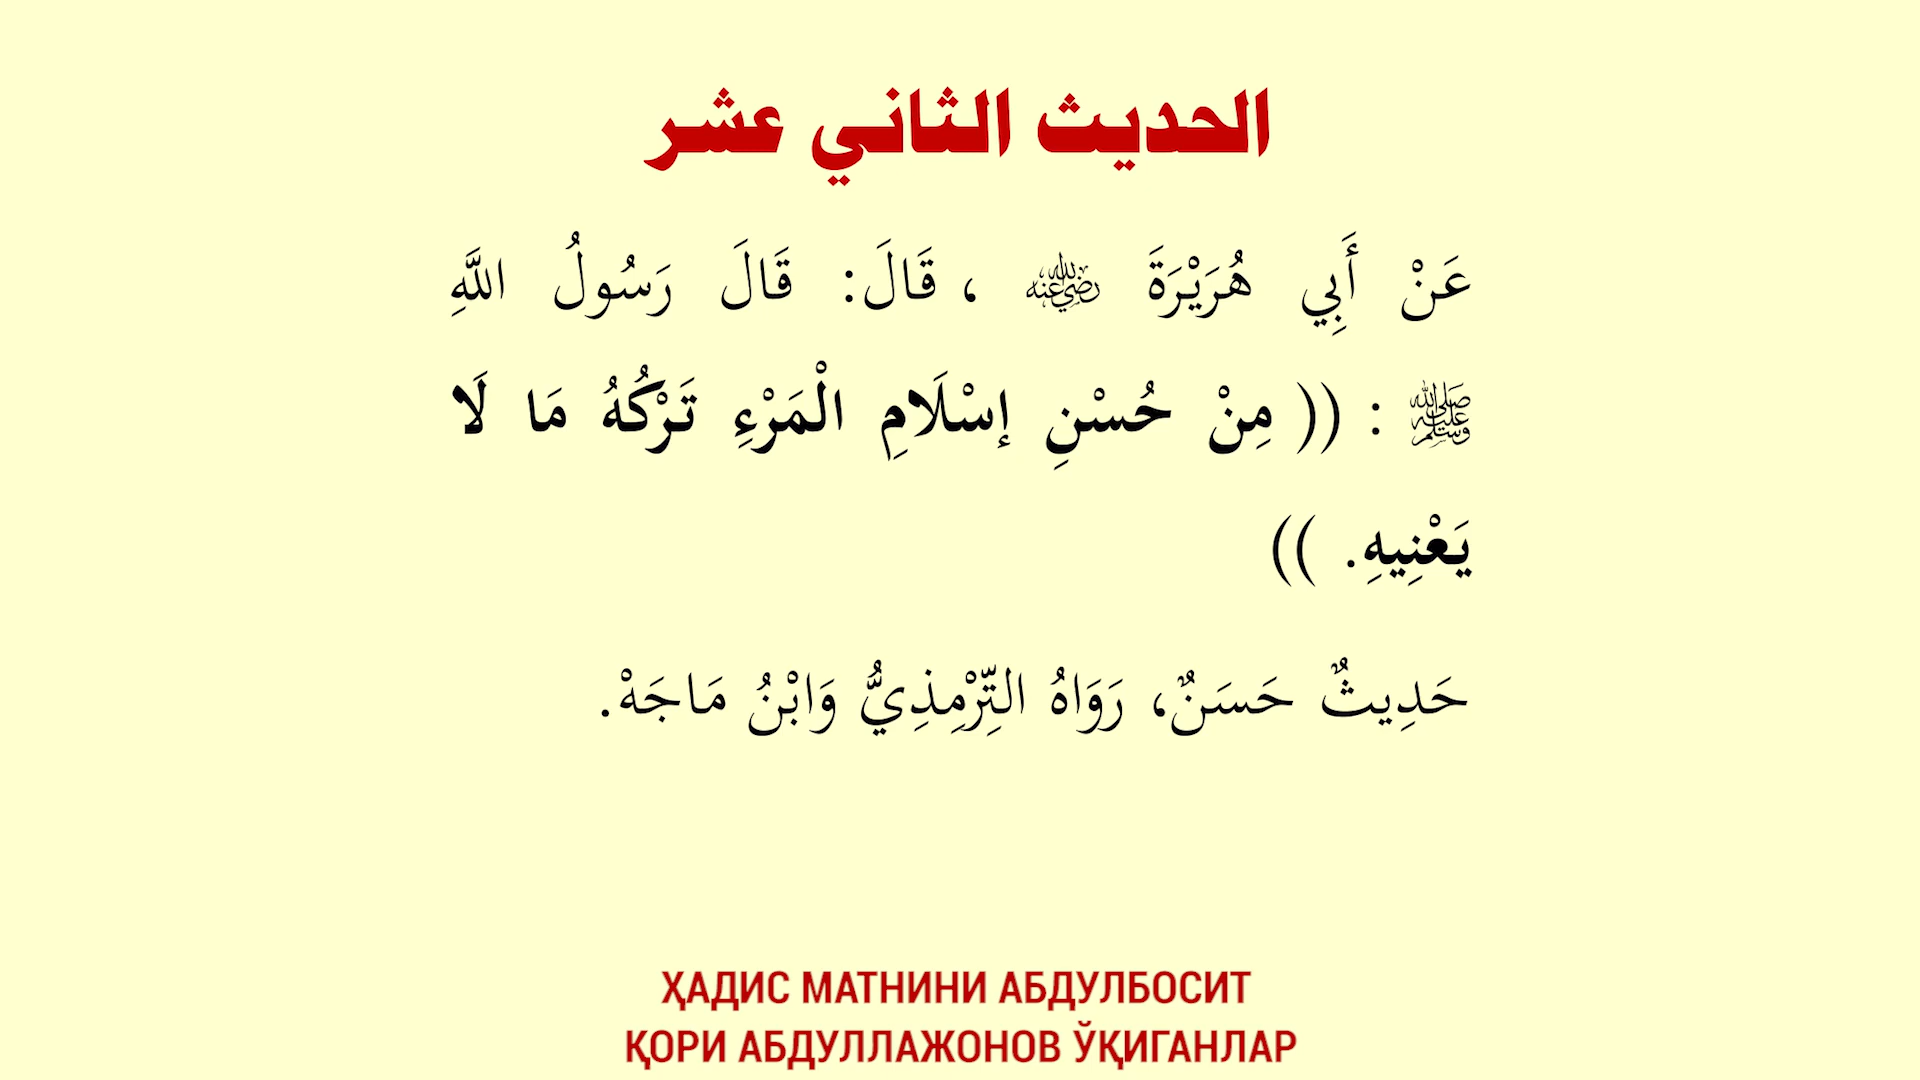 الحديث الثاني عشر
عَنْ أَبِي هُرَيْرَةَ ﵁ ، قَالَ: قَالَ رَسُولُ اللَّهِ
ﷺ : (( مِنْ حُسْنِ إسْلَامِ الْمَرْءِ تَرْكُهُ مَا لَا
يَعْنِيهِ. ))
حَدِيثٌ حَسَنٌ، رَوَاهُ التِّرْمِذِيُّ وَابْنُ مَاجَهْ.
ҲАДИС МАТНИНИ АБДУЛБОСИТ
ҚОРИ АБДУЛЛАЖОНОВ ЎҚИГАНЛАР